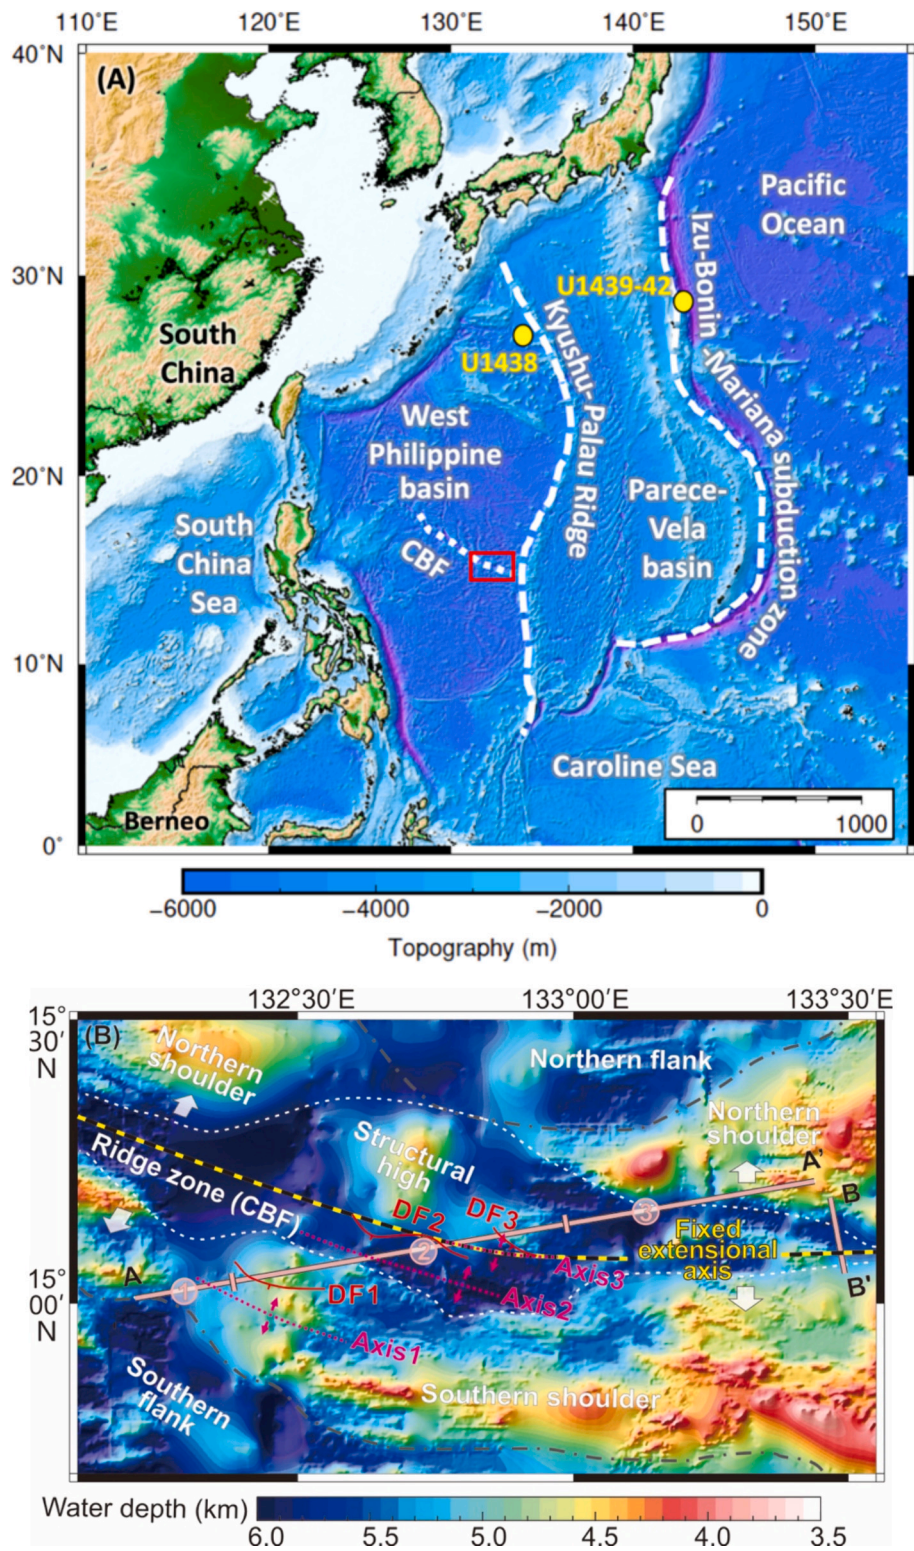 110°E 120°E 130°E 140°E 150°E
40°N
(A)
Pacific
Ocean
Izu-Bonin -Mariana subduction zone
30°N
U1439-42
South
China
Kyushu-Palau Ridge
U1438
West
Philippine
basin
20°N
Parece-
Vela
basin
South
China
Sea
CBF
10°N
Caroline Sea
Berneo
0 1000
0°
−6000 −4000 −2000 0
Topography (m)
132°30′E 133°00′E 133°30′E
15°
30′
N
(B)
Northern
shoulder
Northern flank
Structural
high
Northern
shoulder
A'
Ridge zone (CBF)
DF2
DF3
3
B
2
Fixed
extensional
axis
Axis3
A
1
DF1
Axis2
B'
15°
00′
N
Axis1
Southern
flank
Southern shoulder
Water depth (km)
6.0 5.5 5.0 4.5 4.0 3.5